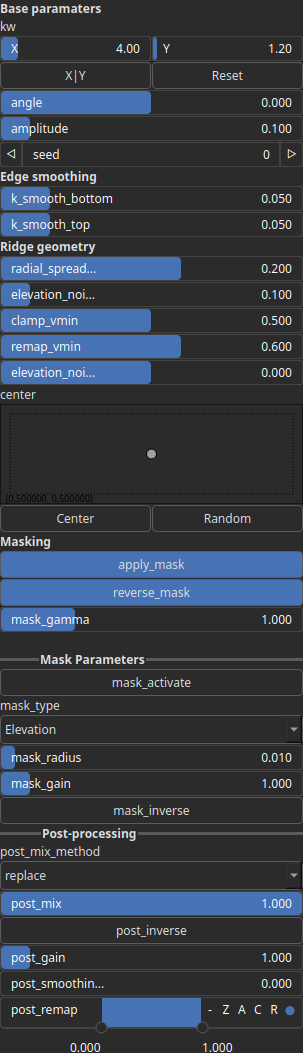 Base paramaters
kw
X 4.00 Y 1.20
X|Y Reset
angle 0.000
amplitude 0.100
seed 0
Edge smoothing
k_smooth_bottom 0.050
k_smooth_top 0.050
Ridge geometry
radial_spread... 0.200
elevation_noi... 0.100
clamp_vmin 0.500
remap_vmin 0.600
elevation_noi... 0.000
center
(0.500000, 0.500000)
Center Random
Masking
apply_mask
reverse_mask
mask_gamma 1.000
Mask Parameters
mask_activate
mask_type
Elevation
mask_radius 0.010
mask_gain 1.000
mask_inverse
Post-processing
post_mix_method
replace
post_mix 1.000
post_inverse
post_gain 1.000
post_smoothin... 0.000
post_remap - Z A C R
0.000 1.000